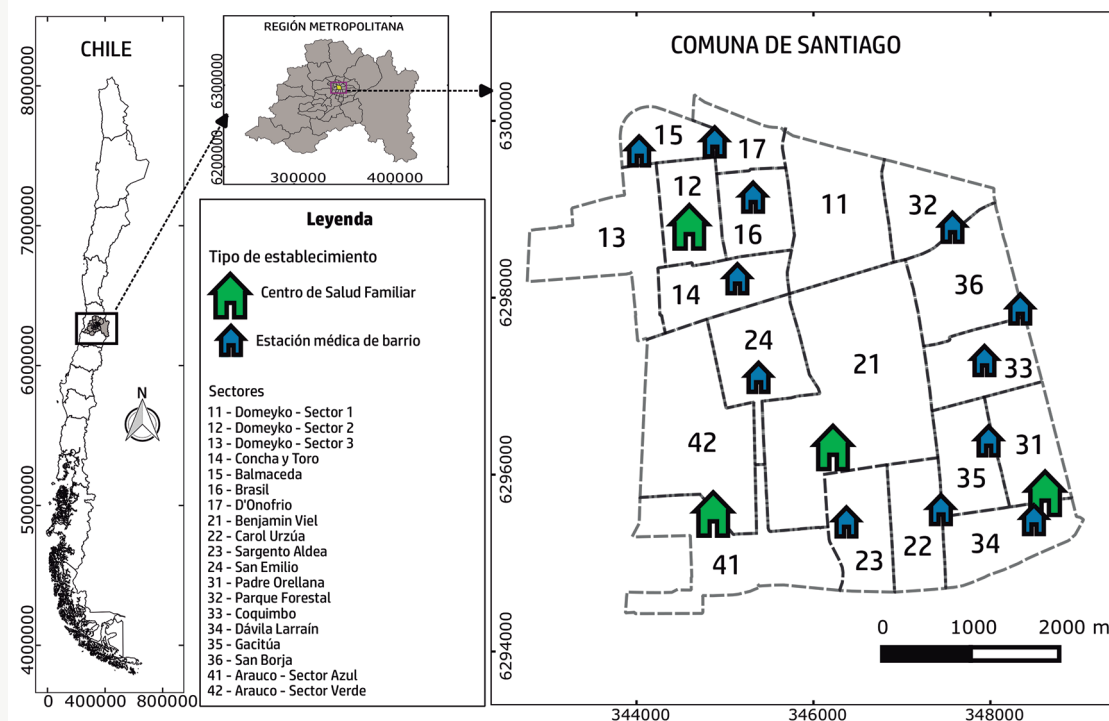 CHILE
8000000
7000000
6000000
5000000
4000000
0 400000 800000
N
REGIÓN METROPOLITANA
6300000
6200000
3000000 400000
Leyenda
Tipo de establecimiento
Centro de Salud Familiar
Estación médica de barrio
Sectores
11 - Domeyko - Sector 1
12 - Domeyko - Sector 2
13 - Domeyko - Sector 3
14 - Concha y Toro
15 - Balmaceda
16 - Brasil
17 - D'Onofrio
21 - Benjamin Viel
22 - Carol Urzúa
23 - Sargento Aldea
24 - San Emilio
31 - Padre Orellana
32 - Parque Forestal
33 - Coquimbo
34 - Dávila Larraín
35 - Gacitúa
36 - San Borja
41 - Arauco - Sector Azul
42 - Arauco - Sector Verde
COMUNA DE SANTIAGO
6300000
6298000
6296000
6294000
15
17
12
11
32
13
16
14
36
24
21
33
42
31
35
41
23
22
34
0 1000 2000 m
344000 346000 348000